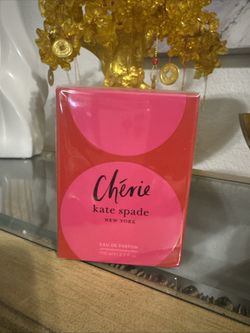 Chérie
kate spade
NEW YORK
EAU DE PARFUM